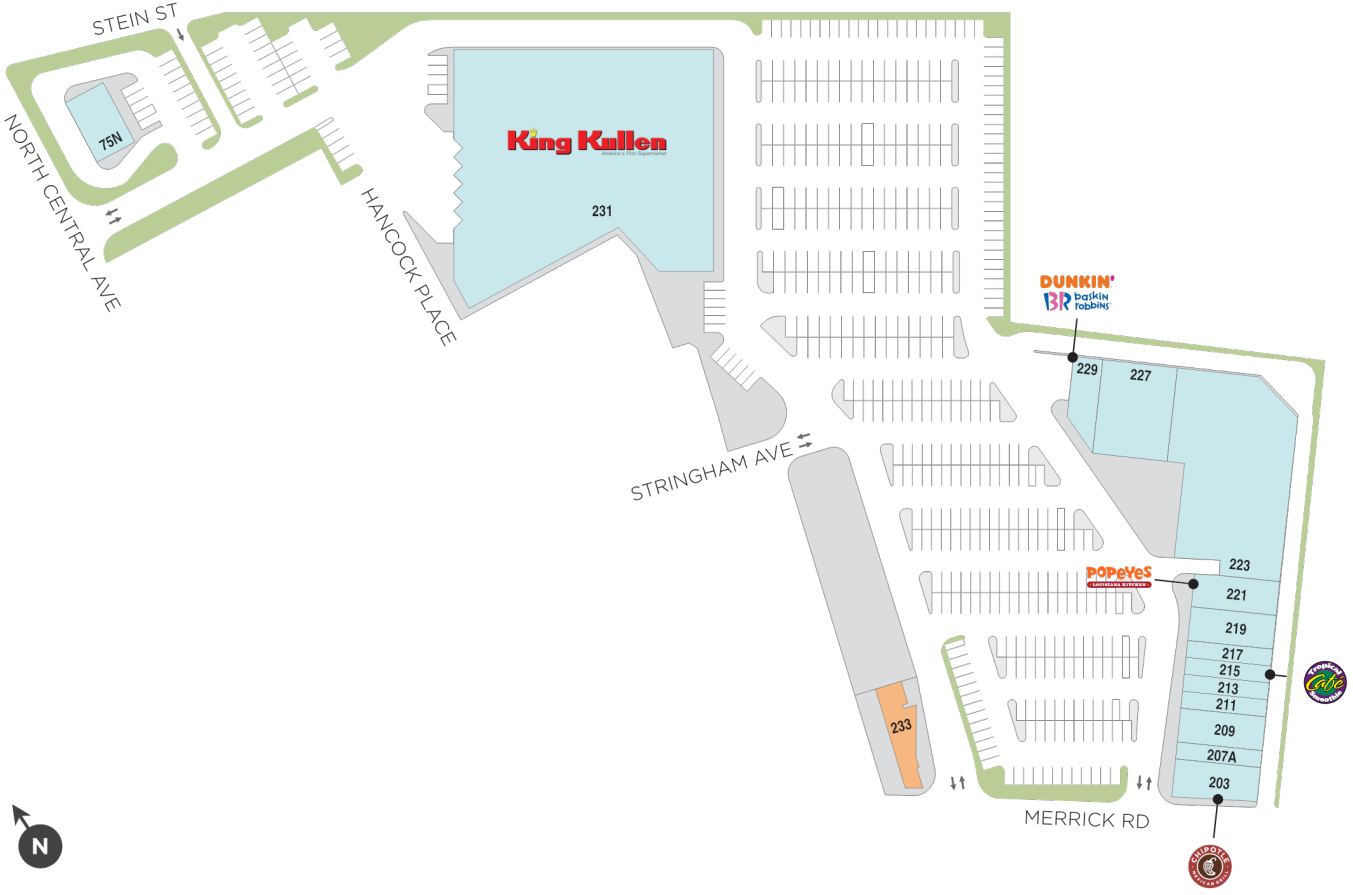 STEIN ST
75N
NORTH CENTRAL AVE
HANCOCK PLACE
King Kullen
America's First Supermarket
231
DUNKIN'
BR baskin
robbins
229
227
STRINGHAM AVE
223
POPEYES
LOUISIANA KITCHEN
221
219
217
215
213
211
209
207A
203
Tropical
Café
Smoothie
233
MERRICK RD
CHIPOTLE
MEXICAN GRILL
N